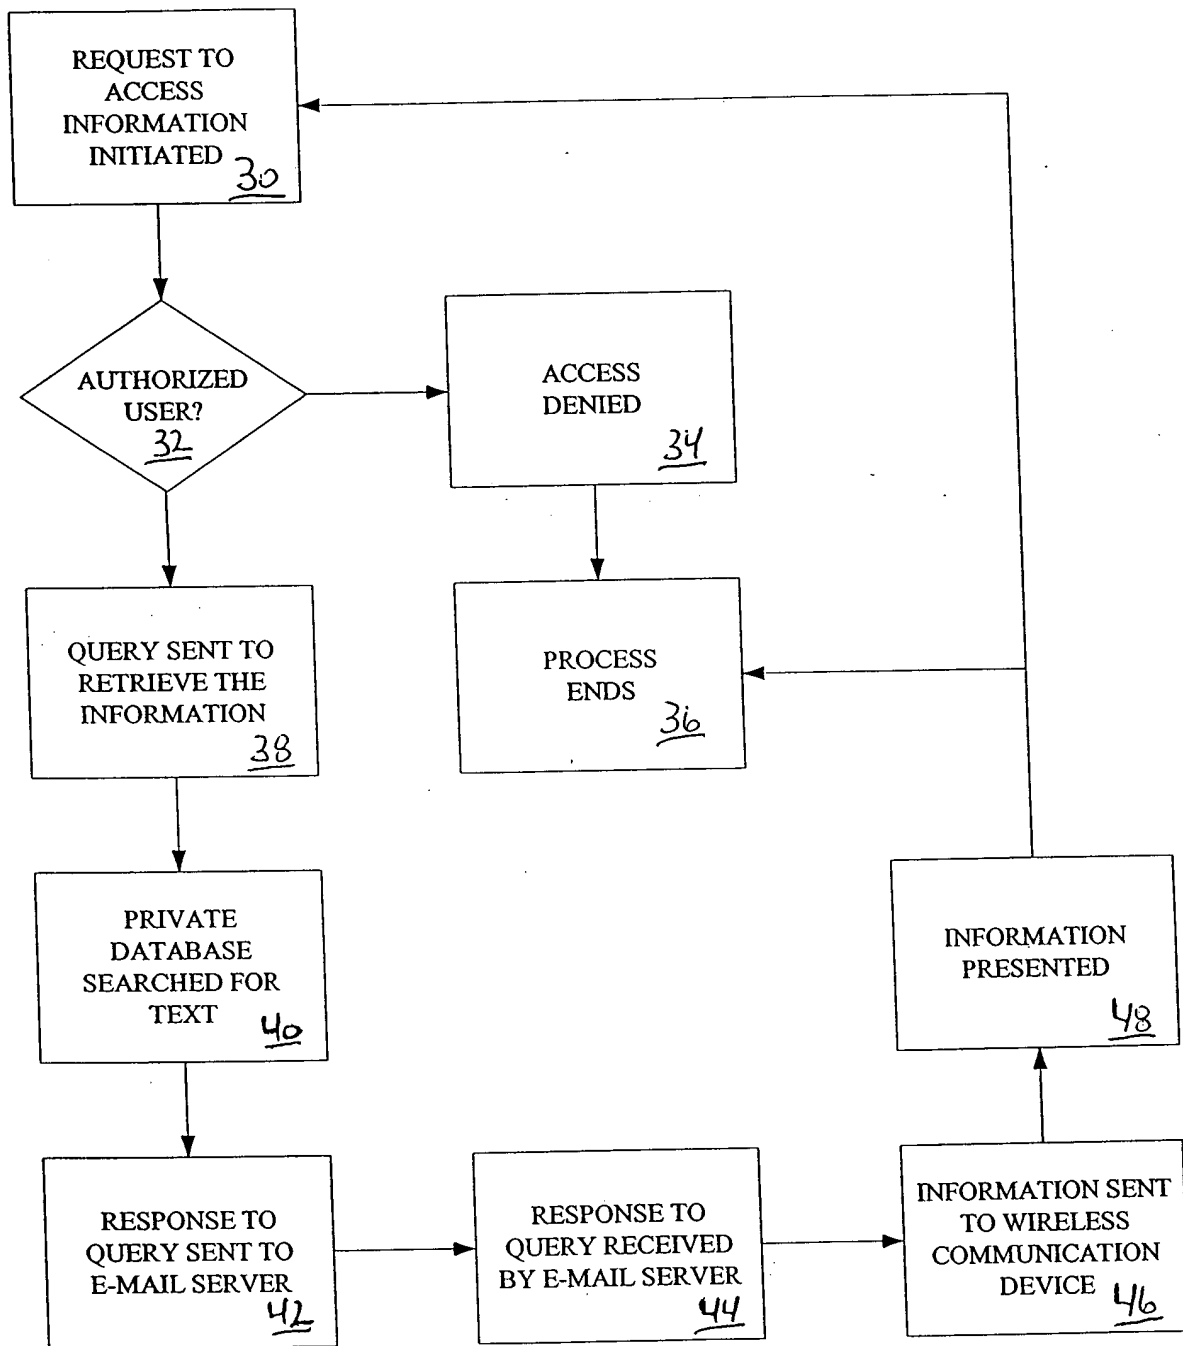 REQUEST TO
ACCESS
INFORMATION
INITIATED
30
AUTHORIZED
USER?
32
ACCESS
DENIED
34
QUERY SENT TO
RETRIEVE THE
INFORMATION
38
PROCESS
ENDS
36
PRIVATE
DATABASE
SEARCHED FOR
TEXT
40
INFORMATION
PRESENTED
48
RESPONSE TO
QUERY SENT TO
E-MAIL SERVER
42
RESPONSE TO
QUERY RECEIVED
BY E-MAIL SERVER
44
INFORMATION SENT
TO WIRELESS
COMMUNICATION
DEVICE
46